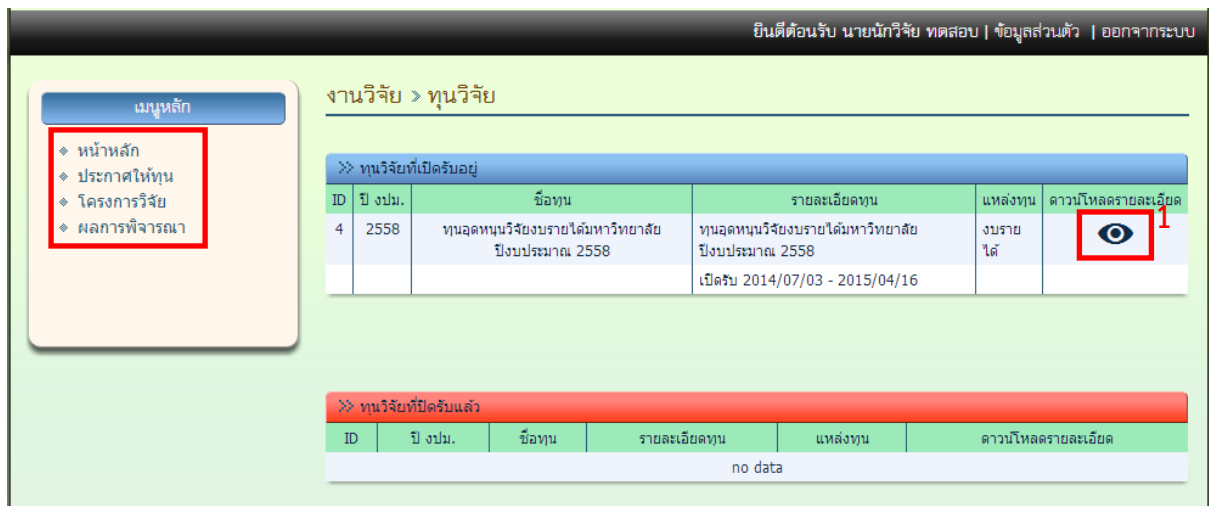 ยินดีต้อนรับ นายนักวิจัย ทดสอบ | ข้อมูลส่วนตัว | ออกจากระบบ
เมนูหลัก
หน้าหลัก
ประกาศให้ทุน
โครงการวิจัย
ผลการพิจารณา
งานวิจัย » ทุนวิจัย
ทุนวิจัยที่เปิดรับอยู่
ID ปี งปม. ชื่อทุน รายละเอียดทุน แหล่งทุน ดาวน์โหลดรายละเอียด
4 2558 ทุนอุดหนุนวิจัยงบรายได้มหาวิทยาลัย ทุนอุดหนุนวิจัยงบรายได้มหาวิทยาลัย งบราย 1
ปีงบประมาณ 2558 ปีงบประมาณ 2558 ได้
เปิดรับ 2014/07/03 - 2015/04/16
ทุนวิจัยที่ปิดรับแล้ว
ID ปี งปม. ชื่อทุน รายละเอียดทุน แหล่งทุน ดาวน์โหลดรายละเอียด
no data